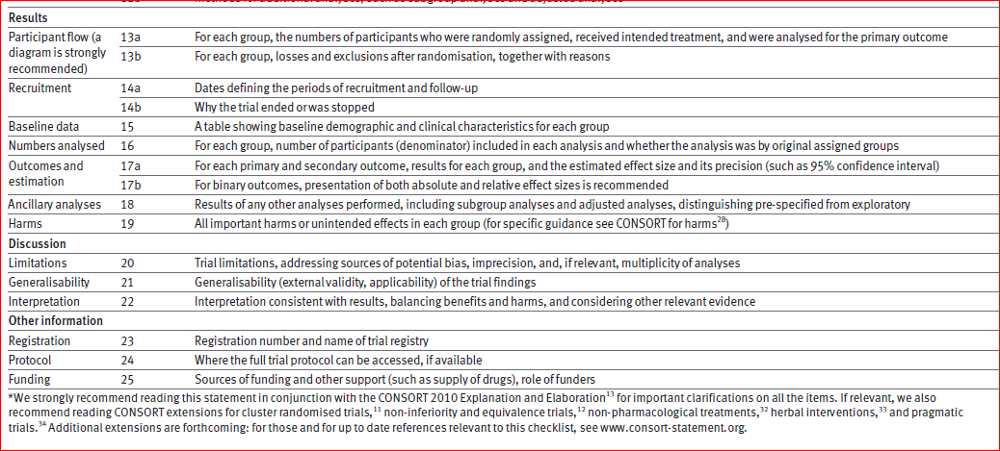 Results
Participant flow (a diagram is strongly recommended) 13a For each group, the numbers of participants who were randomly assigned, received intended treatment, and were analysed for the primary outcome
13b For each group, losses and exclusions after randomisation, together with reasons
Recruitment 14a Dates defining the periods of recruitment and follow-up
14b Why the trial ended or was stopped
Baseline data 15 A table showing baseline demographic and clinical characteristics for each group
Numbers analysed 16 For each group, number of participants (denominator) included in each analysis and whether the analysis was by original assigned groups
Outcomes and estimation 17a For each primary and secondary outcome, results for each group, and the estimated effect size and its precision (such as 95% confidence interval)
17b For binary outcomes, presentation of both absolute and relative effect sizes is recommended
Ancillary analyses 18 Results of any other analyses performed, including subgroup analyses and adjusted analyses, distinguishing pre-specified from exploratory
Harms 19 All important harms or unintended effects in each group (for specific guidance see CONSORT for harms28)
Discussion
Limitations 20 Trial limitations, addressing sources of potential bias, imprecision, and, if relevant, multiplicity of analyses
Generalisability 21 Generalisability (external validity, applicability) of the trial findings
Interpretation 22 Interpretation consistent with results, balancing benefits and harms, and considering other relevant evidence
Other information
Registration 23 Registration number and name of trial registry
Protocol 24 Where the full trial protocol can be accessed, if available
Funding 25 Sources of funding and other support (such as supply of drugs), role of funders
*We strongly recommend reading this statement in conjunction with the CONSORT 2010 Explanation and Elaboration13 for important clarifications on all the items. If relevant, we also
recommend reading CONSORT extensions for cluster randomised trials,11 non-inferiority and equivalence trials,12 non-pharmacological treatments,32 herbal interventions,33 and pragmatic
trials.34 Additional extensions are forthcoming: for those and for up to date references relevant to this checklist, see www.consort-statement.org.